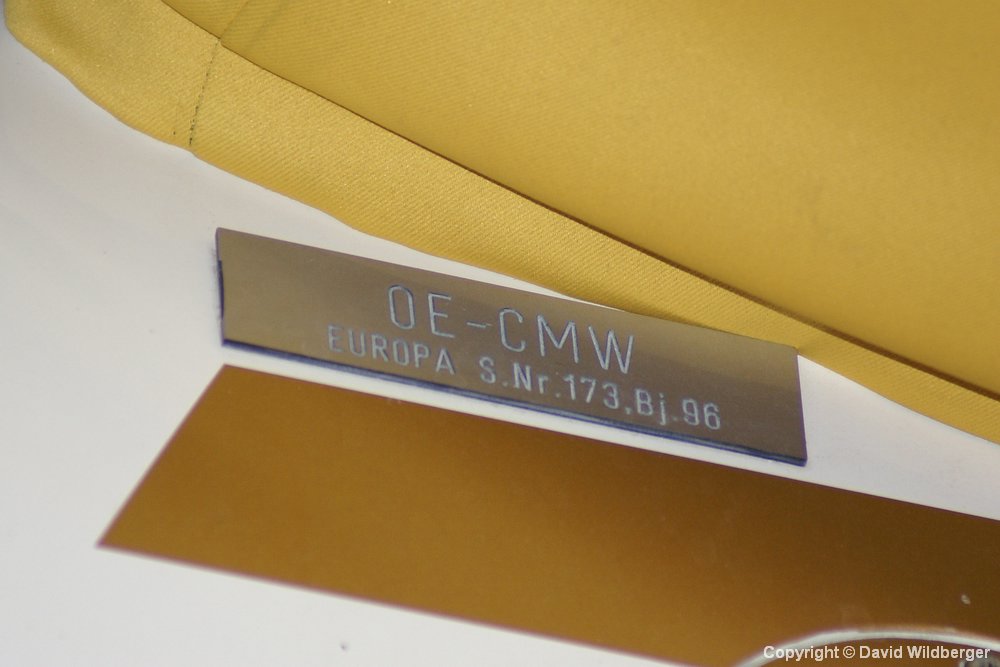 OE-CMW
EUROPA S.Nr.173,Bj.96
Copyright © David Wildberger